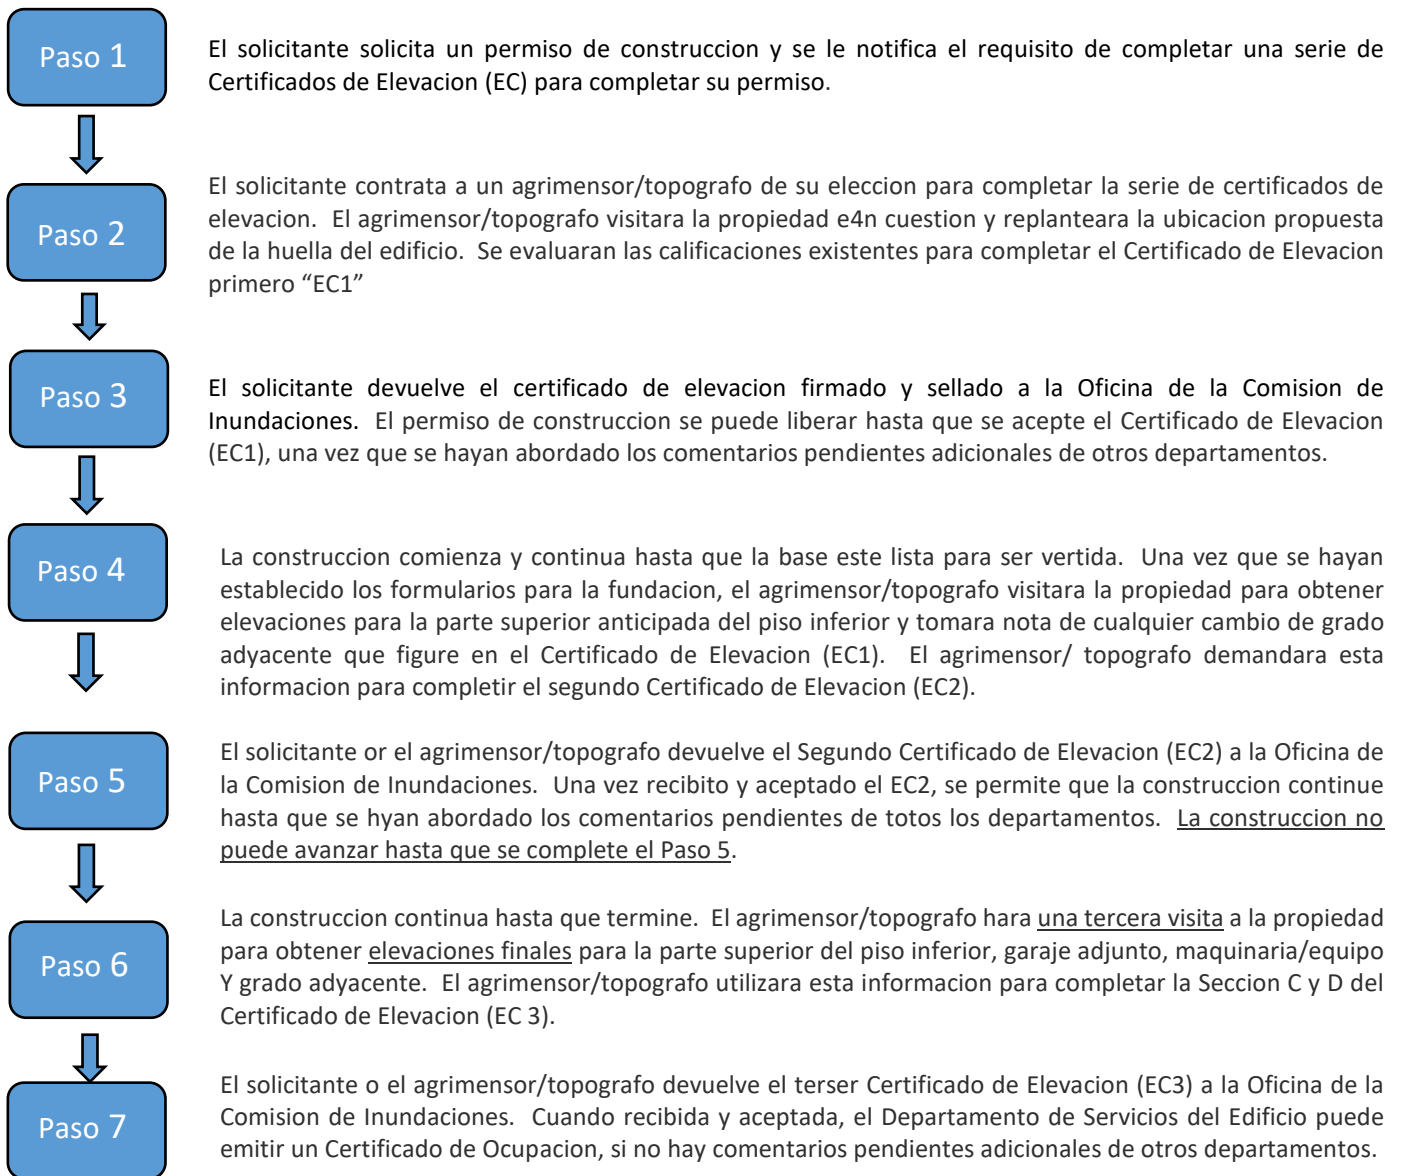 Paso 1
El solicitante solicita un permiso de construccion y se le notifica el requisito de completar una serie de
Certificados de Elevacion (EC) para completar su permiso.
Paso 2
El solicitante contrata a un agrimensor/topografo de su eleccion para completar la serie de certificados de
elevacion. El agrimensor/topografo visitara la propiedad e4n cuestion y replanteara la ubicacion propuesta
de la huella del edificio. Se evaluaran las calificaciones existentes para completar el Certificado de Elevacion
primero “EC1”
Paso 3
El solicitante devuelve el certificado de elevacion firmado y sellado a la Oficina de la Comision de
Inundaciones. El permiso de construccion se puede liberar hasta que se acepte el Certificado de Elevacion
(EC1), una vez que se hayan abordado los comentarios pendientes adicionales de otros departamentos.
Paso 4
La construccion comienza y continua hasta que la base este lista para ser vertida. Una vez que se hayan
establecido los formularios para la fundacion, el agrimensor/topografo visitara la propiedad para obtener
elevaciones para la parte superior anticipada del piso inferior y tomara nota de cualquier cambio de grado
adyacente que figure en el Certificado de Elevacion (EC1). El agrimensor/ topografo demandara esta
informacion para completir el segundo Certificado de Elevacion (EC2).
Paso 5
El solicitante or el agrimensor/topografo devuelve el Segundo Certificado de Elevacion (EC2) a la Oficina de
la Comision de Inundaciones. Una vez recibito y aceptado el EC2, se permite que la construccion continue
hasta que se hyan abordado los comentarios pendientes de totos los departamentos. La construccion no
puede avanzar hasta que se complete el Paso 5.
Paso 6
La construccion continua hasta que termine. El agrimensor/topografo hara una tercera visita a la propiedad
para obtener elevaciones finales para la parte superior del piso inferior, garaje adjunto, maquinaria/equipo
Y grado adyacente. El agrimensor/topografo utilizara esta informacion para completar la Seccion C y D del
Certificado de Elevacion (EC 3).
Paso 7
El solicitante o el agrimensor/topografo devuelve el terser Certificado de Elevacion (EC3) a la Oficina de la
Comision de Inundaciones. Cuando recibida y aceptada, el Departamento de Servicios del Edificio puede
emitir un Certificado de Ocupacion, si no hay comentarios pendientes adicionales de otros departamentos.